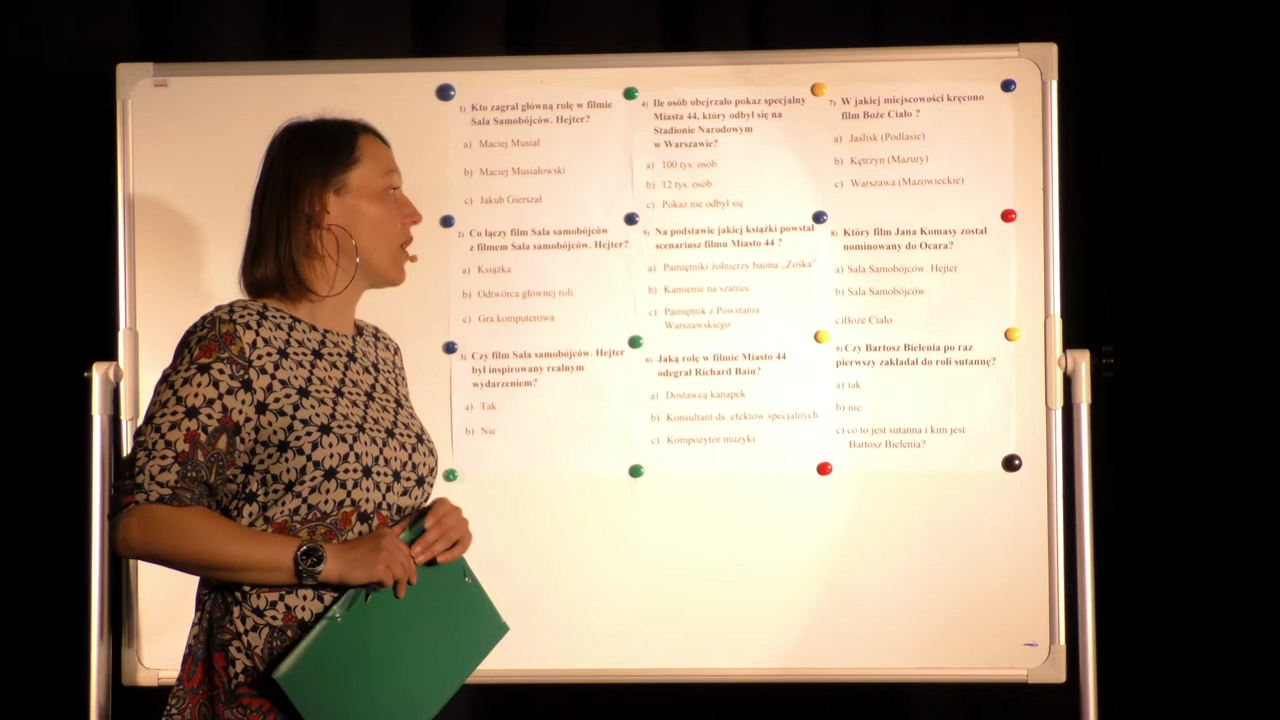 1) Kto zagrał główną rolę w filmie
Sala Samobójców. Hejter?
a) Maciej Musiał
b) Maciej Musiałowski
c) Jakub Gierszał
2) Co łączy film Sala samobójców
z filmem Sala samobójców. Hejter?
a) Książka
b) Odtwórca głównej roli
c) Gra komputerowa
3) Czy film Sala samobójców. Hejter
był inspirowany realnym
wydarzeniem?
a) Tak
b) Nie
4) Ile osób obejrzało pokaz specjalny
Miasta 44, który odbył się na
Stadionie Narodowym
w Warszawie?
a) 100 tys. osób
b) 12 tys. osób
c) Pokaz nie odbył się
5) Na podstawie jakiej książki powstał
scenariusz filmu Miasto 44 ?
a) Pamiętniki żołnierzy baonu „Zośka”
b) Kamienie na szaniec
c) Pamiętnik z Powstania
Warszawskiego
6) Jaką rolę w filmie Miasto 44
odegrał Richard Bain?
a) Dostawcą kanapek
b) Konsultant ds. efektów specjalnych
c) Kompozytor muzyki
7) W jakiej miejscowości kręcono
film Boże Ciało ?
a) Jaślisk (Podlasie)
b) Kętrzyn (Mazury)
c) Warszawa (Mazowieckie)
8) Który film Jana Komasy został
nominowany do Ocara?
a) Sala Samobójców. Hejter
b) Sala Samobójców
c)Boże Ciało
9) Czy Bartosz Bielenia po raz
pierwszy zakładał do roli sutannę?
a) tak
b) nie
c) co to jest sutanna i kim jest
Bartosz Bielenia?